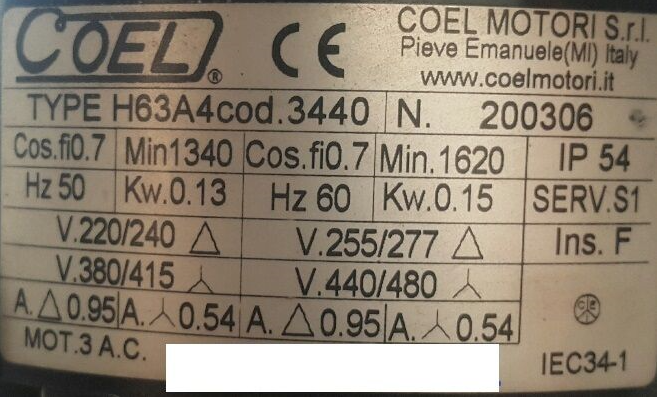 COEL ® CE COEL MOTORI S.r.l.
Pieve Emanuele(MI) Italy
www.coelmotori.it
TYPE H63A4cod.3440 N. 200306
Cos.fi0.7 Min1340 Cos.fi0.7 Min.1620 IP 54
Hz 50 Kw.0.13 Hz 60 Kw.0.15 SERV.S1
V.220/240 △ V.255/277 △ Ins. F
V.380/415 ⅄ V.440/480 ⅄
A. △ 0.95 A. ⅄ 0.54 A. △ 0.95 A. ⅄ 0.54
MOT.3 A.C. IEC34-1